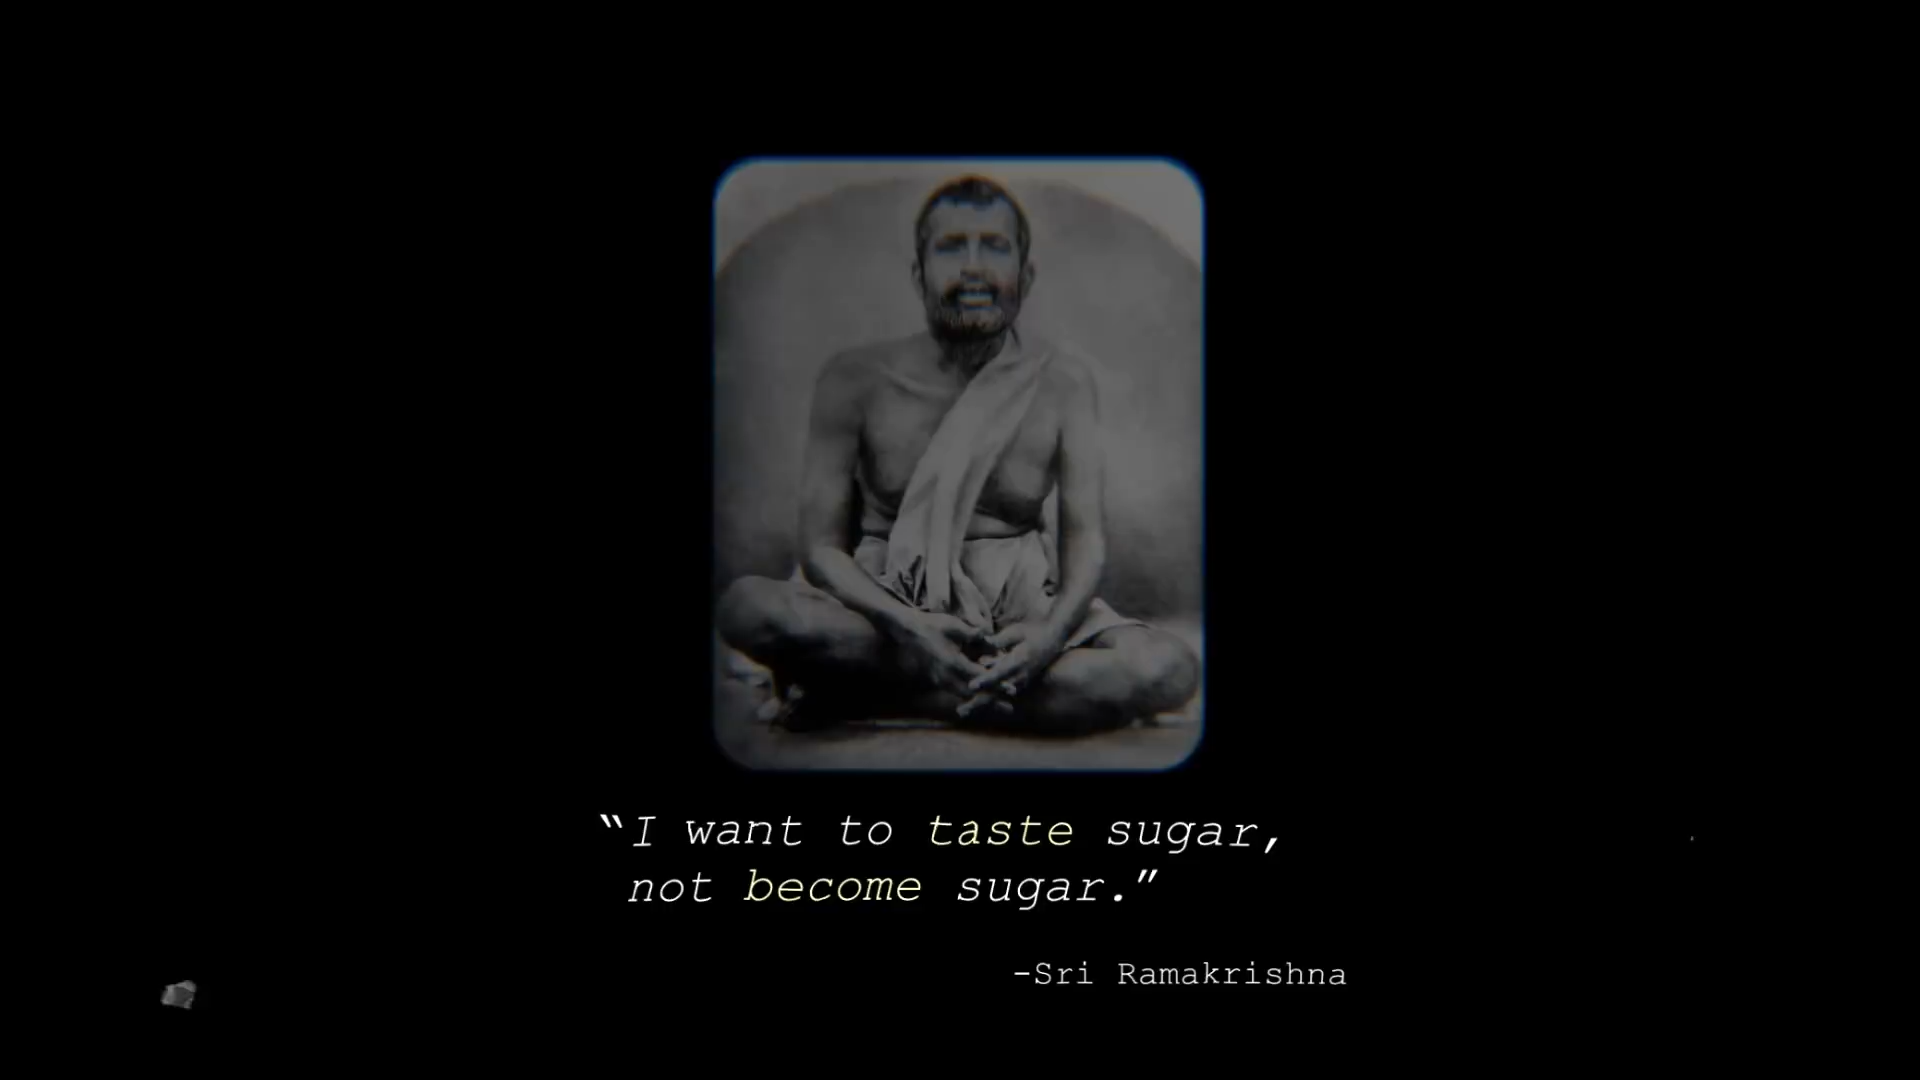 “I want to taste sugar,
not become sugar.”
-Sri Ramakrishna